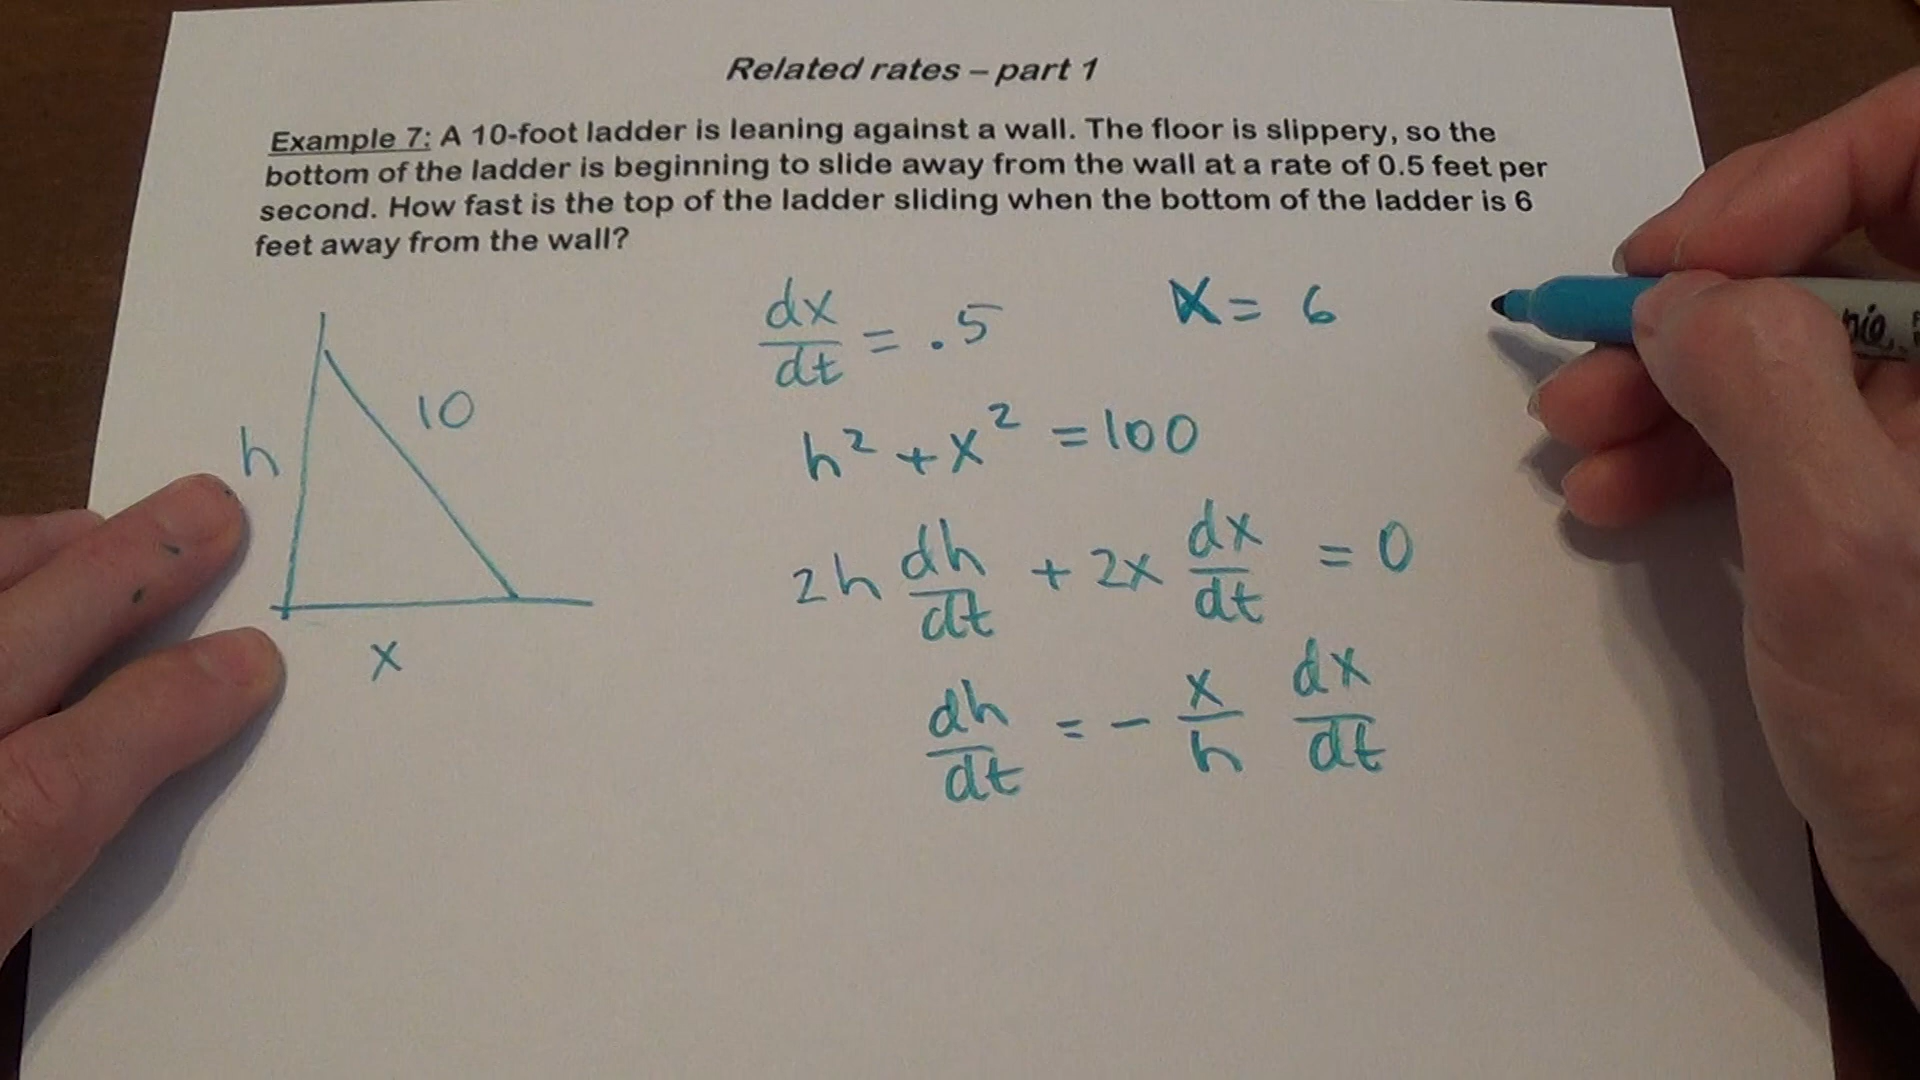 Related rates – part 1
Example 7: A 10-foot ladder is leaning against a wall. The floor is slippery, so the
bottom of the ladder is beginning to slide away from the wall at a rate of 0.5 feet per
second. How fast is the top of the ladder sliding when the bottom of the ladder is 6
feet away from the wall?
dx/dt = .5
x = 6
h
10
x
h² + x² = 100
2h dh/dt + 2x dx/dt = 0
dh/dt = - x/h dx/dt